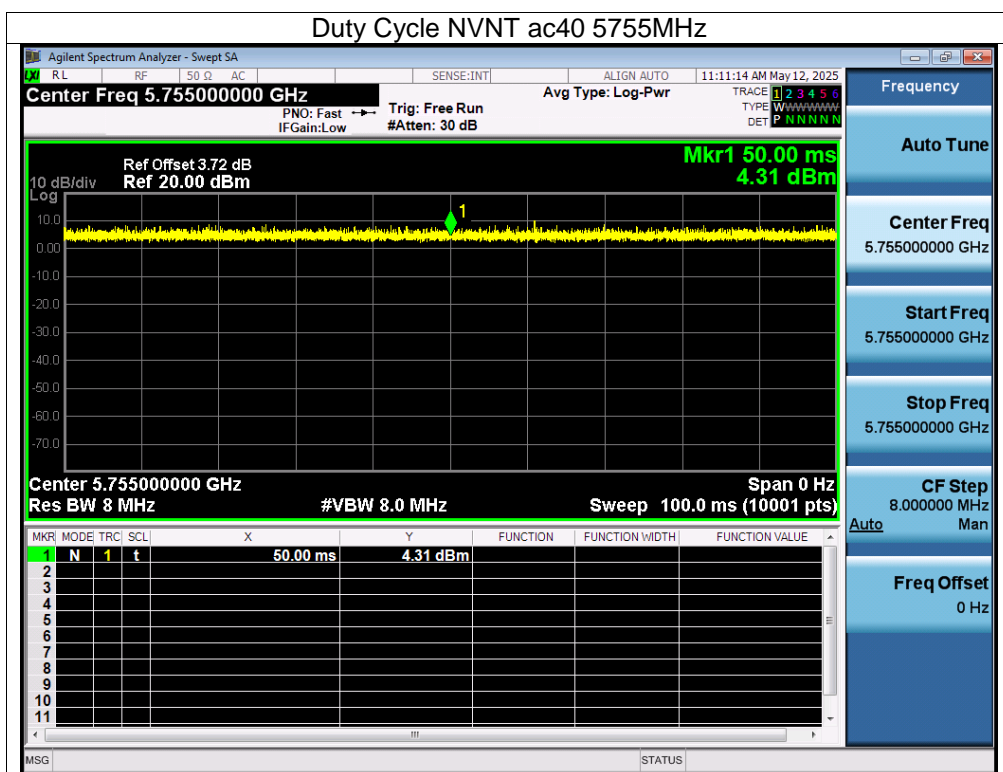 Duty Cycle NVNT ac40 5755MHz
Agilent Spectrum Analyzer - Swept SA
LXI RL RF 50 Ω AC SENSE:INT ALIGN AUTO 11:11:14 AM May 12, 2025
Center Freq 5.755000000 GHz
PNO: Fast
IFGain:Low
Trig: Free Run
#Atten: 30 dB
Avg Type: Log-Pwr
TRACE 1 2 3 4 5 6
TYPE WWWWWW
DET P N N N N N
Mkr1 50.00 ms
4.31 dBm
Ref Offset 3.72 dB
10 dB/div Ref 20.00 dBm
Log
10.0
0.00
-10.0
-20.0
-30.0
-40.0
-50.0
-60.0
-70.0
1
Center 5.755000000 GHz Span 0 Hz
Res BW 8 MHz #VBW 8.0 MHz Sweep 100.0 ms (10001 pts)
MKR MODE TRC SCL X Y FUNCTION FUNCTION WIDTH FUNCTION VALUE
1 N 1 t 50.00 ms 4.31 dBm
2
3
4
5
6
7
8
9
10
11
MSG STATUS
Frequency
Auto Tune
Center Freq
5.755000000 GHz
Start Freq
5.755000000 GHz
Stop Freq
5.755000000 GHz
CF Step
8.000000 MHz
Auto Man
Freq Offset
0 Hz